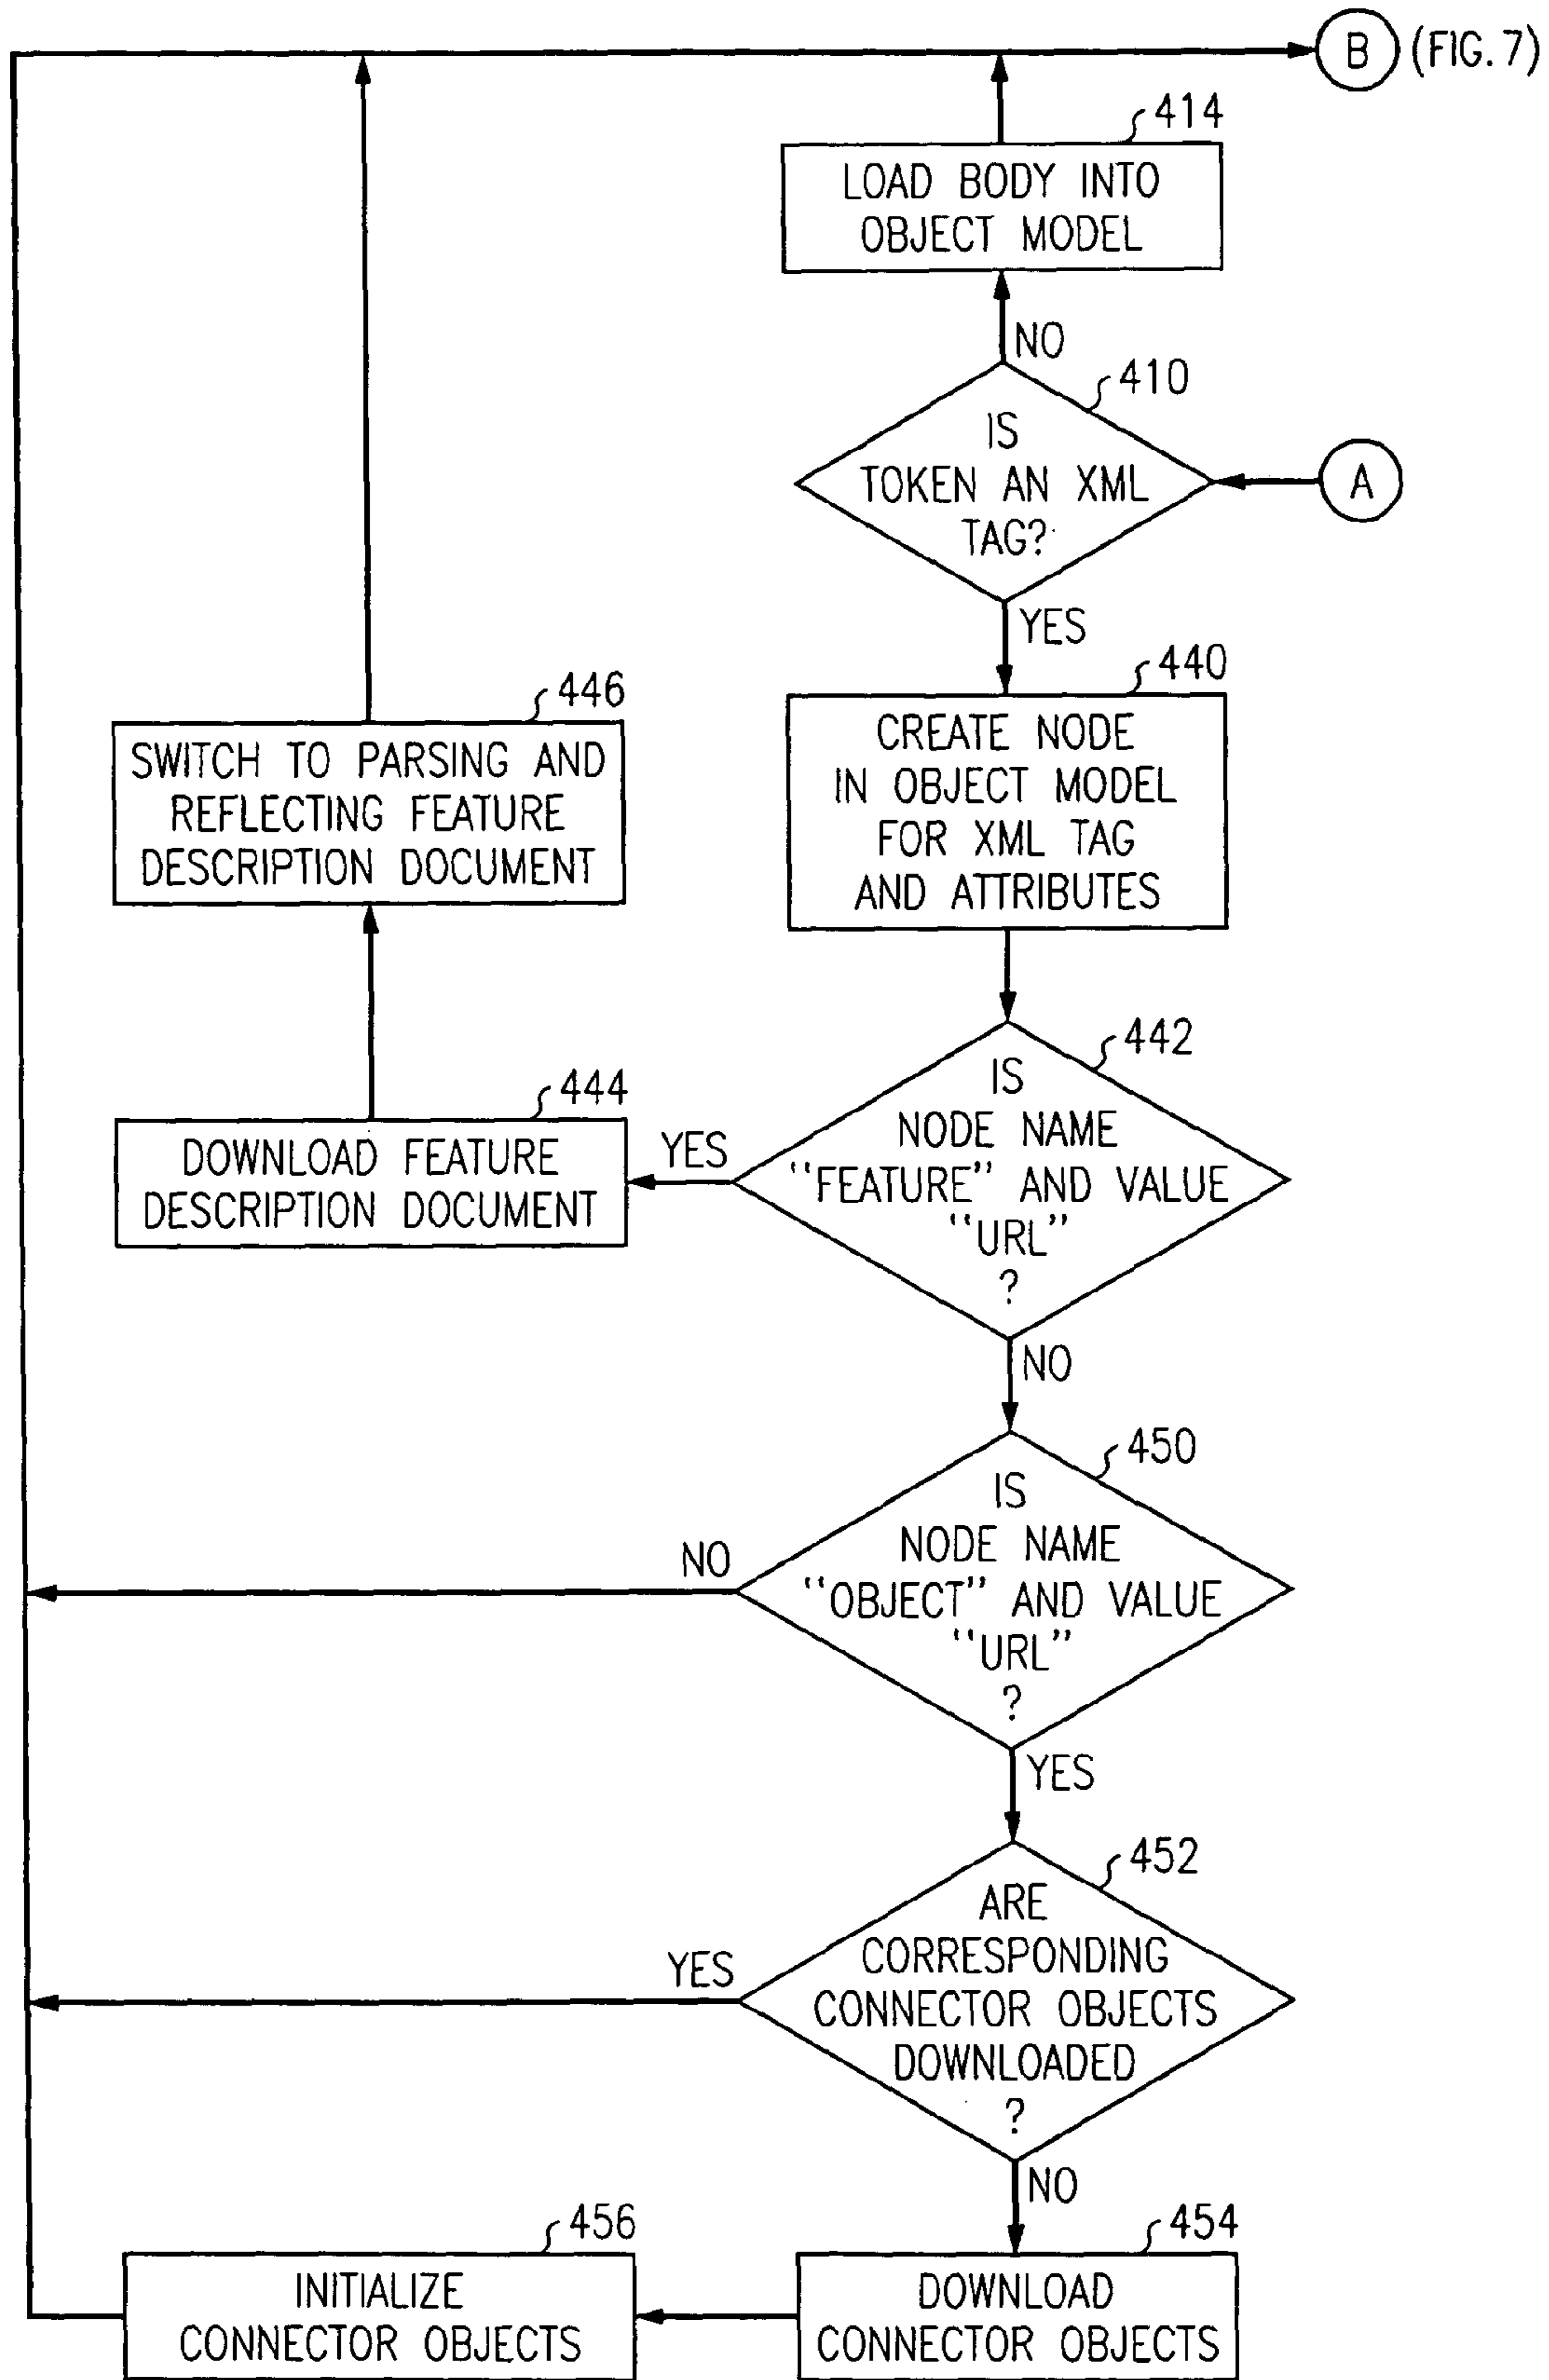 B (FIG. 7)
414
LOAD BODY INTO
OBJECT MODEL
NO
410
IS
TOKEN AN XML
TAG?
A
YES
440
CREATE NODE
IN OBJECT MODEL
FOR XML TAG
AND ATTRIBUTES
446
SWITCH TO PARSING AND
REFLECTING FEATURE
DESCRIPTION DOCUMENT
442
IS
NODE NAME
“FEATURE” AND VALUE
“URL”
?
YES
444
DOWNLOAD FEATURE
DESCRIPTION DOCUMENT
NO
450
IS
NODE NAME
“OBJECT” AND VALUE
“URL”
?
NO
YES
452
ARE
CORRESPONDING
CONNECTOR OBJECTS
DOWNLOADED
?
YES
NO
454
DOWNLOAD
CONNECTOR OBJECTS
456
INITIALIZE
CONNECTOR OBJECTS